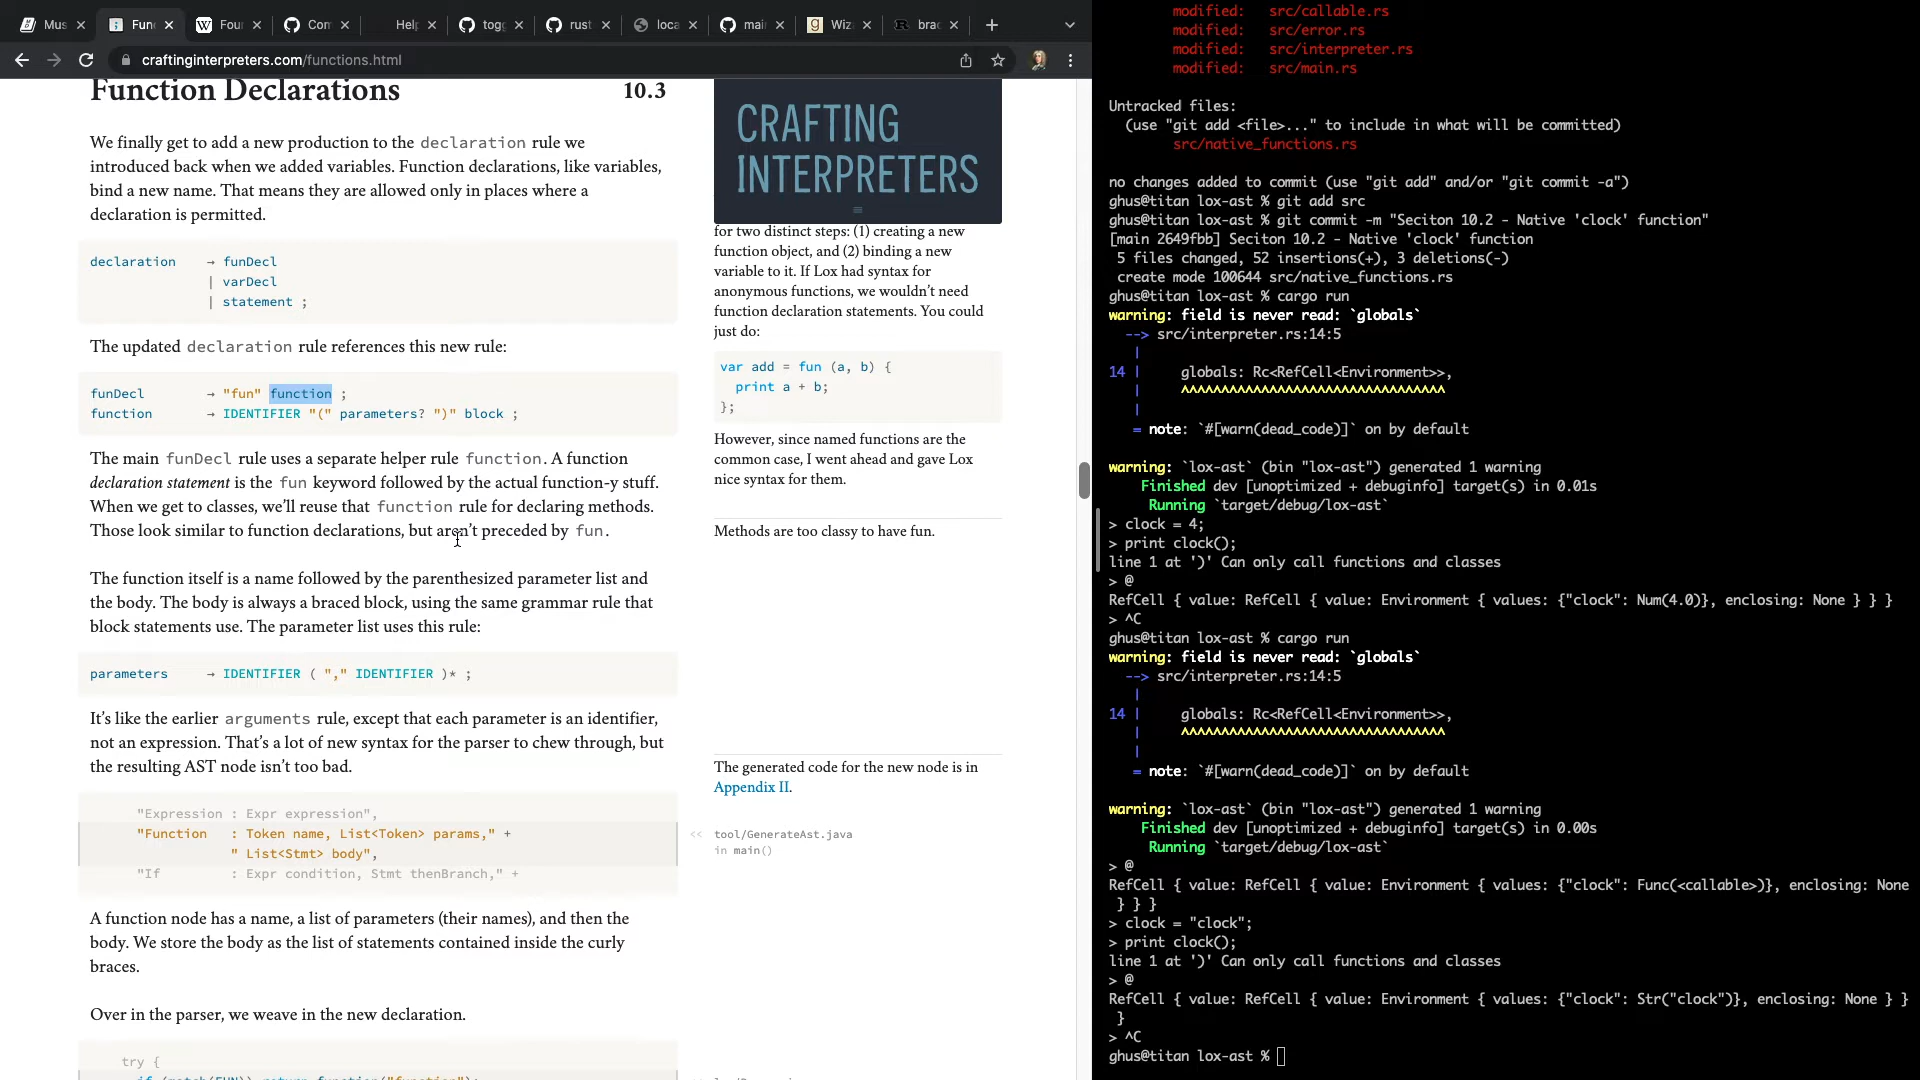 Mus
Fun
Four
Com
Help
togg
rust
loca
main
Wiz
brac
craftinginterpreters.com/functions.html
Function Declarations 10.3
We finally get to add a new production to the declaration rule we
introduced back when we added variables. Function declarations, like variables,
bind a new name. That means they are allowed only in places where a
declaration is permitted.
declaration → funDecl
| varDecl
| statement ;
The updated declaration rule references this new rule:
funDecl → "fun" function ;
function → IDENTIFIER "(" parameters? ")" block ;
The main funDecl rule uses a separate helper rule function. A function
declaration statement is the fun keyword followed by the actual function-y stuff.
When we get to classes, we’ll reuse that function rule for declaring methods.
Those look similar to function declarations, but aren’t preceded by fun.
The function itself is a name followed by the parenthesized parameter list and
the body. The body is always a braced block, using the same grammar rule that
block statements use. The parameter list uses this rule:
parameters → IDENTIFIER ( "," IDENTIFIER )* ;
It’s like the earlier arguments rule, except that each parameter is an identifier,
not an expression. That’s a lot of new syntax for the parser to chew through, but
the resulting AST node isn’t too bad.
"Expression : Expr expression",
"Function : Token name, List<Token> params," +
" List<Stmt> body",
"If : Expr condition, Stmt thenBranch," +
A function node has a name, a list of parameters (their names), and then the
body. We store the body as the list of statements contained inside the curly
braces.
Over in the parser, we weave in the new declaration.
try {
if (match(FUN)) return function("function");
CRAFTING
INTERPRETERS
for two distinct steps: (1) creating a new
function object, and (2) binding a new
variable to it. If Lox had syntax for
anonymous functions, we wouldn’t need
function declaration statements. You could
just do:
var add = fun (a, b) {
print a + b;
};
However, since named functions are the
common case, I went ahead and gave Lox
nice syntax for them.
Methods are too classy to have fun.
The generated code for the new node is in
Appendix II.
<< tool/GenerateAst.java
in main()
modified: src/callable.rs
modified: src/error.rs
modified: src/interpreter.rs
modified: src/main.rs
Untracked files:
(use "git add <file>..." to include in what will be committed)
src/native_functions.rs
no changes added to commit (use "git add" and/or "git commit -a")
ghus@titan lox-ast % git add src
ghus@titan lox-ast % git commit -m "Seciton 10.2 - Native 'clock' function"
[main 2649fbb] Seciton 10.2 - Native 'clock' function
5 files changed, 52 insertions(+), 3 deletions(-)
create mode 100644 src/native_functions.rs
ghus@titan lox-ast % cargo run
warning: field is never read: `globals`
--> src/interpreter.rs:14:5
|
14 | globals: Rc<RefCell<Environment>>,
| ^^^^^^^^^^^^^^^^^^^^^^^^^^^^^^^^^
|
= note: `#[warn(dead_code)]` on by default
warning: `lox-ast` (bin "lox-ast") generated 1 warning
Finished dev [unoptimized + debuginfo] target(s) in 0.01s
Running `target/debug/lox-ast`
> clock = 4;
> print clock();
line 1 at ')' Can only call functions and classes
> @
RefCell { value: RefCell { value: Environment { values: {"clock": Num(4.0)}, enclosing: None } } }
> ^C
ghus@titan lox-ast % cargo run
warning: field is never read: `globals`
--> src/interpreter.rs:14:5
|
14 | globals: Rc<RefCell<Environment>>,
| ^^^^^^^^^^^^^^^^^^^^^^^^^^^^^^^^^
|
= note: `#[warn(dead_code)]` on by default
warning: `lox-ast` (bin "lox-ast") generated 1 warning
Finished dev [unoptimized + debuginfo] target(s) in 0.00s
Running `target/debug/lox-ast`
> @
RefCell { value: RefCell { value: Environment { values: {"clock": Func(<callable>)}, enclosing: None
} } }
> clock = "clock";
> print clock();
line 1 at ')' Can only call functions and classes
> @
RefCell { value: RefCell { value: Environment { values: {"clock": Str("clock")}, enclosing: None } }
}
> ^C
ghus@titan lox-ast %